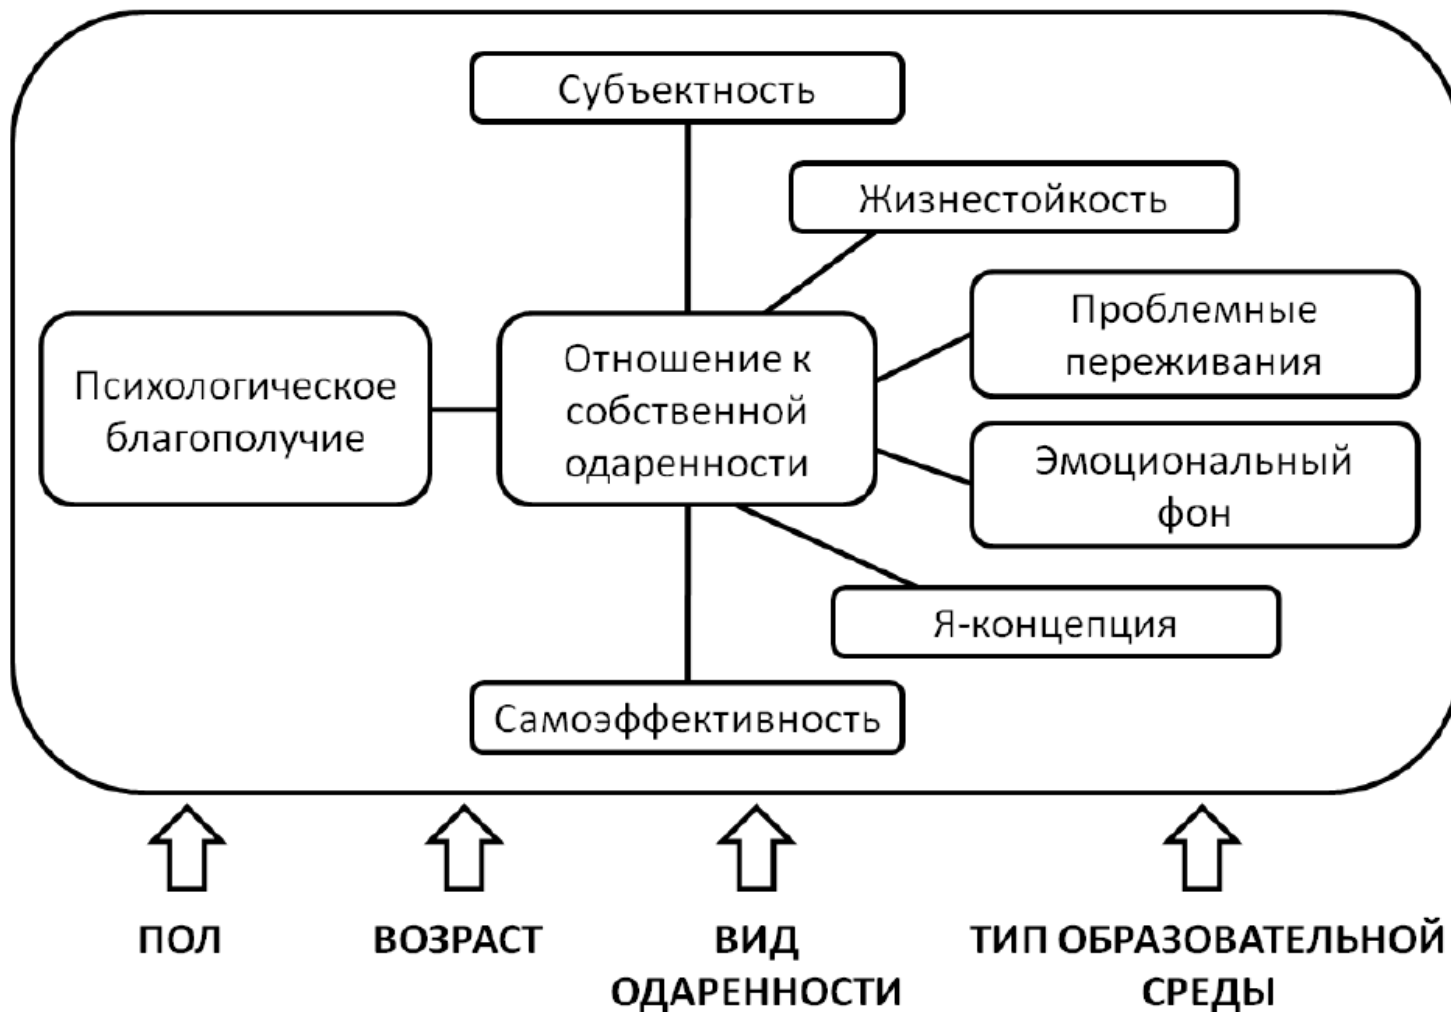 Субъектность
Жизнестойкость
Проблемные
переживания
Психологическое
благополучие
Отношение к
собственной
одаренности
Эмоциональный
фон
Я-концепция
Самоэффективность
ПОЛ
ВОЗРАСТ
ВИД
ОДАРЕННОСТИ
ТИП ОБРАЗОВАТЕЛЬНОЙ
СРЕДЫ